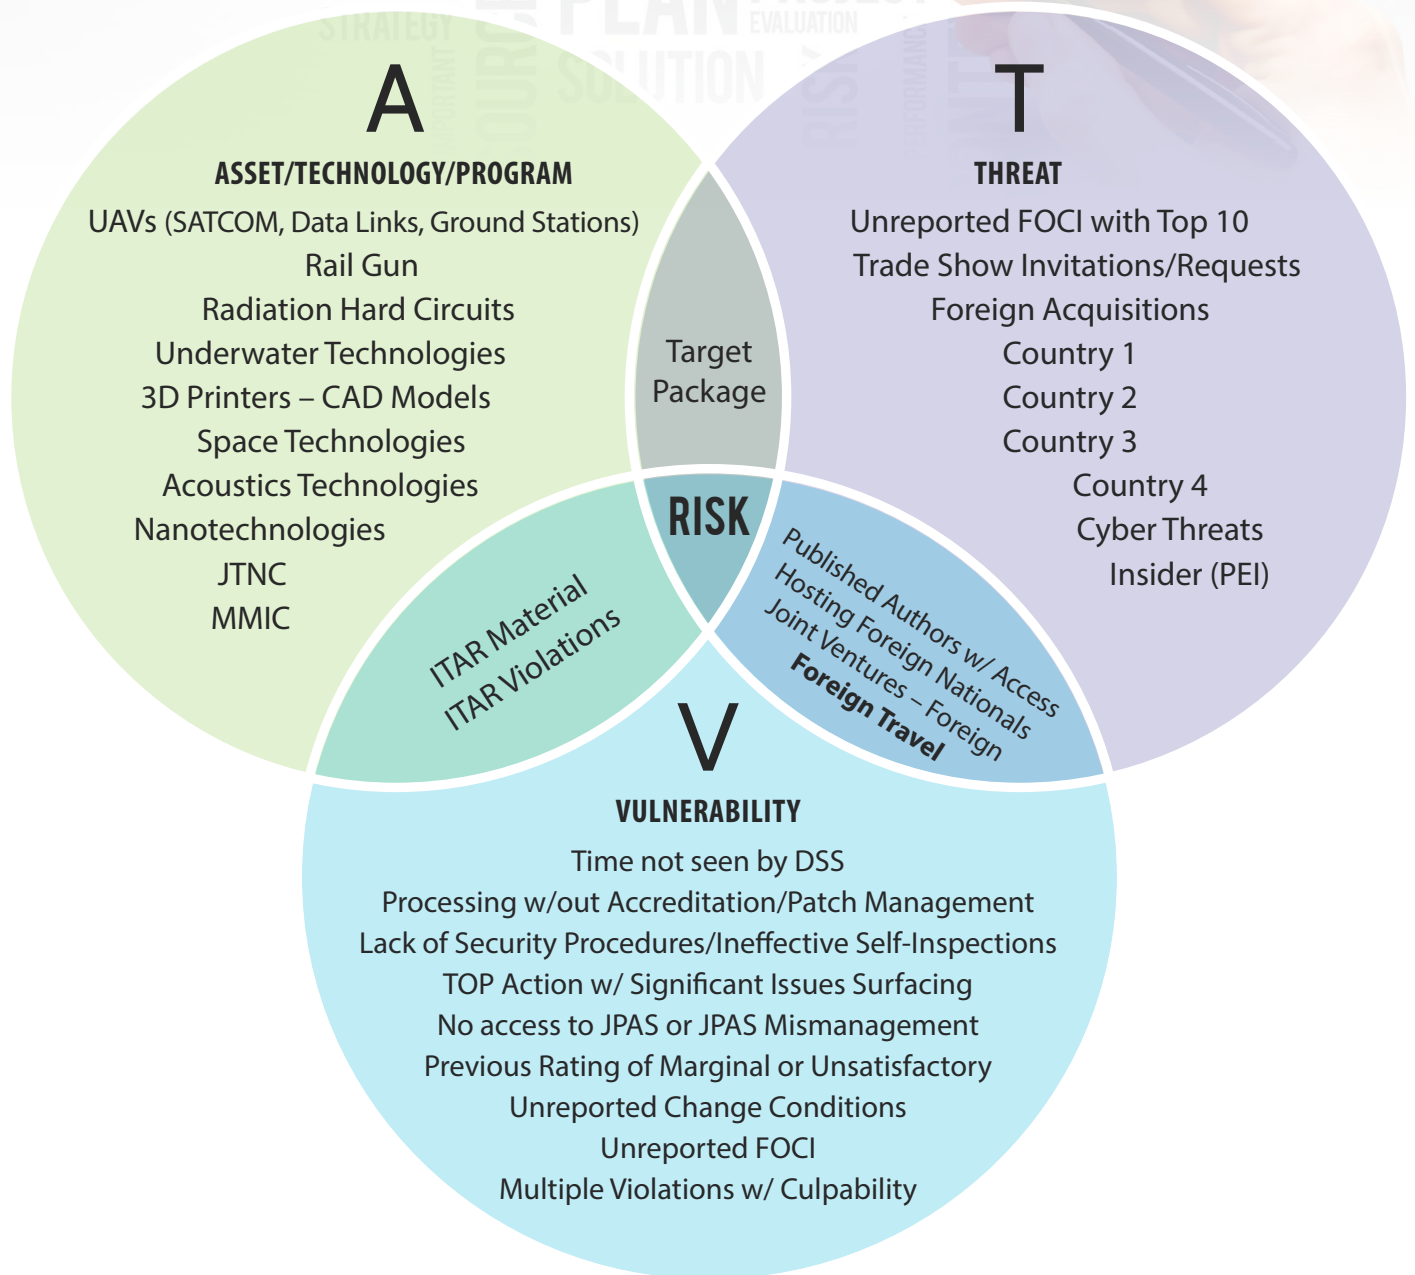 STRATEGY
PLAN
EVALUATION
SOLUTION
RISK
A
ASSET/TECHNOLOGY/PROGRAM
UAVs (SATCOM, Data Links, Ground Stations)
Rail Gun
Radiation Hard Circuits
Underwater Technologies
3D Printers – CAD Models
Space Technologies
Acoustics Technologies
Nanotechnologies
JTNC
MMIC
T
THREAT
Unreported FOCI with Top 10
Trade Show Invitations/Requests
Foreign Acquisitions
Country 1
Country 2
Country 3
Country 4
Cyber Threats
Insider (PEI)
Target
Package
RISK
ITAR Material
ITAR Violations
Published Authors w/ Access
Hosting Foreign Nationals
Joint Ventures – Foreign
Foreign Travel
V
VULNERABILITY
Time not seen by DSS
Processing w/out Accreditation/Patch Management
Lack of Security Procedures/Ineffective Self-Inspections
TOP Action w/ Significant Issues Surfacing
No access to JPAS or JPAS Mismanagement
Previous Rating of Marginal or Unsatisfactory
Unreported Change Conditions
Unreported FOCI
Multiple Violations w/ Culpability